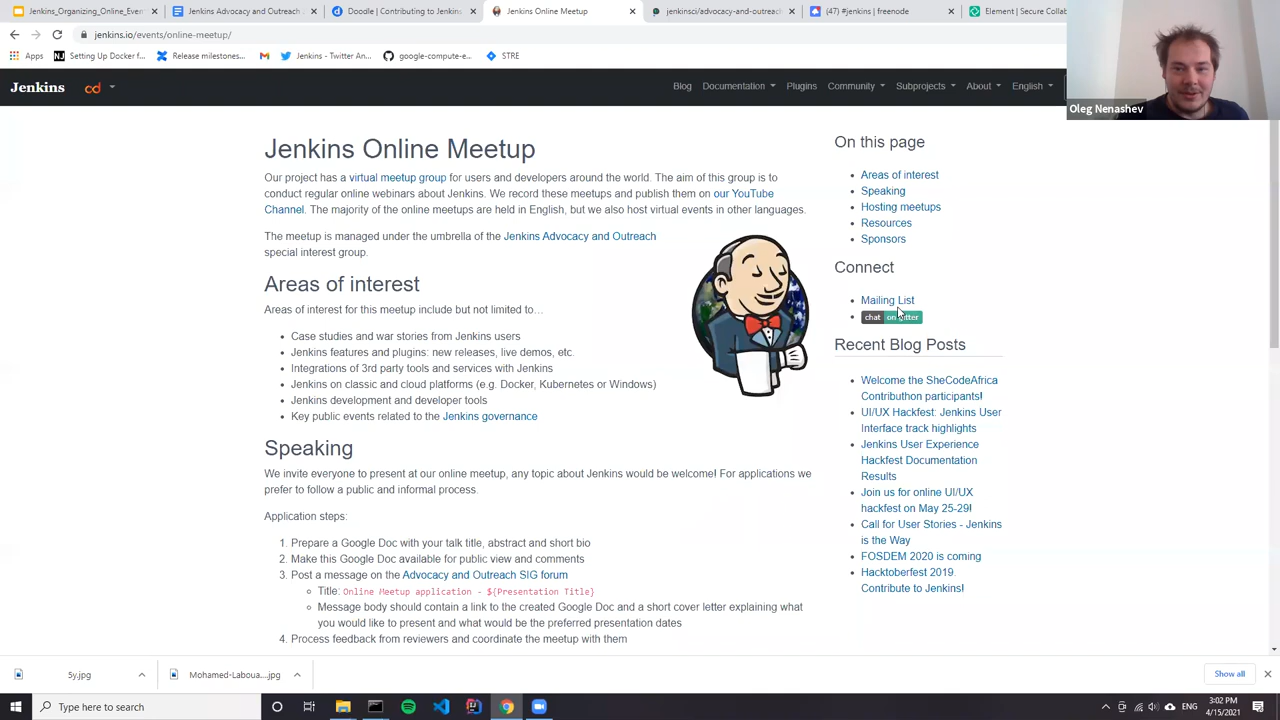 Jenkins_Organizing_Online_Even
Jenkins Advocacy and Outreach
Doodle | Contributing to Jenkins
Jenkins Online Meetup
jenkinsci/advocacy-and-outreach
(47) #jenkins | freenode
Element | Secure Collab
jenkins.io/events/online-meetup/
Apps
Setting Up Docker f...
Release milestones...
Jenkins - Twitter An...
google-compute-e...
STRE
Oleg Nenashev
Jenkins
cd
Blog
Documentation
Plugins
Community
Subprojects
About
English
Jenkins Online Meetup
Our project has a virtual meetup group for users and developers around the world. The aim of this group is to
conduct regular online webinars about Jenkins. We record these meetups and publish them on our YouTube
Channel. The majority of the online meetups are held in English, but we also host virtual events in other languages.
The meetup is managed under the umbrella of the Jenkins Advocacy and Outreach
special interest group.
Areas of interest
Areas of interest for this meetup include but not limited to…
Case studies and war stories from Jenkins users
Jenkins features and plugins: new releases, live demos, etc.
Integrations of 3rd party tools and services with Jenkins
Jenkins on classic and cloud platforms (e.g. Docker, Kubernetes or Windows)
Jenkins development and developer tools
Key public events related to the Jenkins governance
Speaking
We invite everyone to present at our online meetup, any topic about Jenkins would be welcome! For applications we
prefer to follow a public and informal process.
Application steps:
1. Prepare a Google Doc with your talk title, abstract and short bio
2. Make this Google Doc available for public view and comments
3. Post a message on the Advocacy and Outreach SIG forum
Title: Online Meetup application - ${Presentation Title}
Message body should contain a link to the created Google Doc and a short cover letter explaining what
you would like to present and what would be the preferred presentation dates
4. Process feedback from reviewers and coordinate the meetup with them
On this page
Areas of interest
Speaking
Hosting meetups
Resources
Sponsors
Connect
Mailing List
chat on gitter
Recent Blog Posts
Welcome the SheCodeAfrica
Contributhon participants!
UI/UX Hackfest: Jenkins User
Interface track highlights
Jenkins User Experience
Hackfest Documentation
Results
Join us for online UI/UX
hackfest on May 25-29!
Call for User Stories - Jenkins
is the Way
FOSDEM 2020 is coming
Hacktoberfest 2019.
Contribute to Jenkins!
5y.jpg
Mohamed-Laboua....jpg
Show all
Type here to search
ENG
3:02 PM
4/15/2021